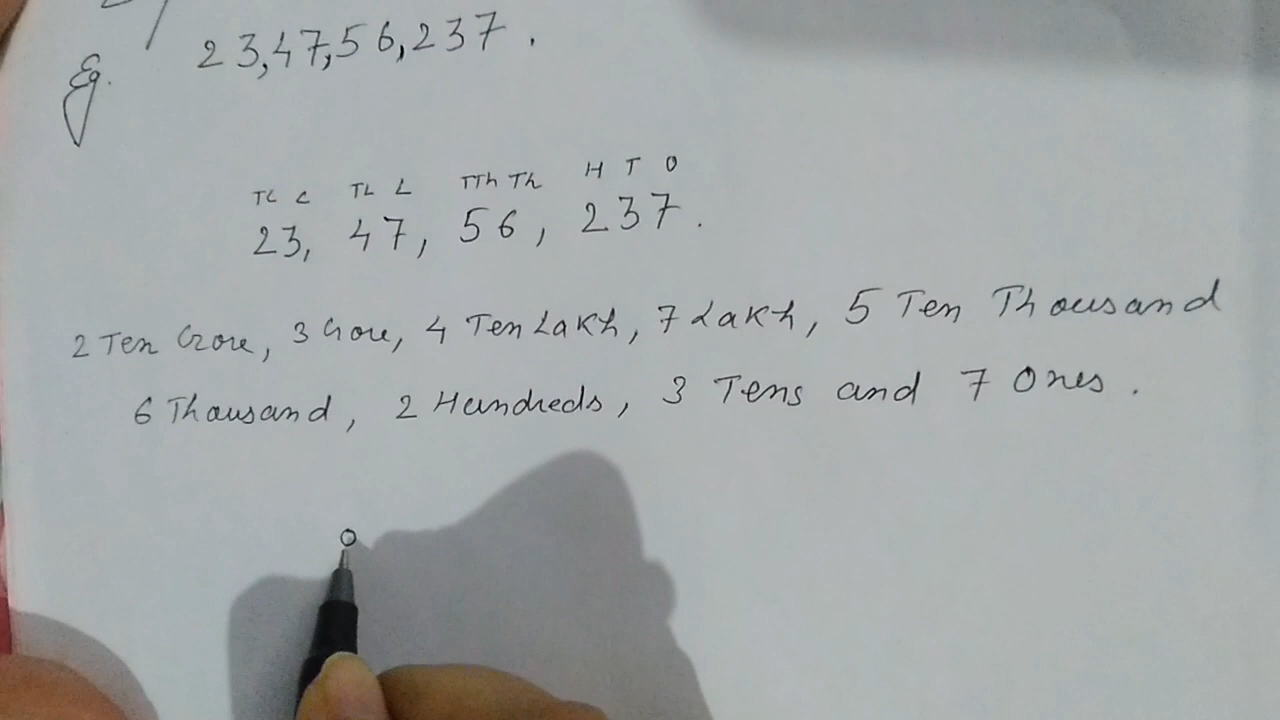 Eg. 23,47,56,237.
TC C TL L TTh Th H T O
23, 47, 56, 237.
2 Ten Crore, 3 Crore, 4 Ten Lakh, 7 Lakh, 5 Ten Thousand
6 Thousand, 2 Hundreds, 3 Tens and 7 Ones.
O